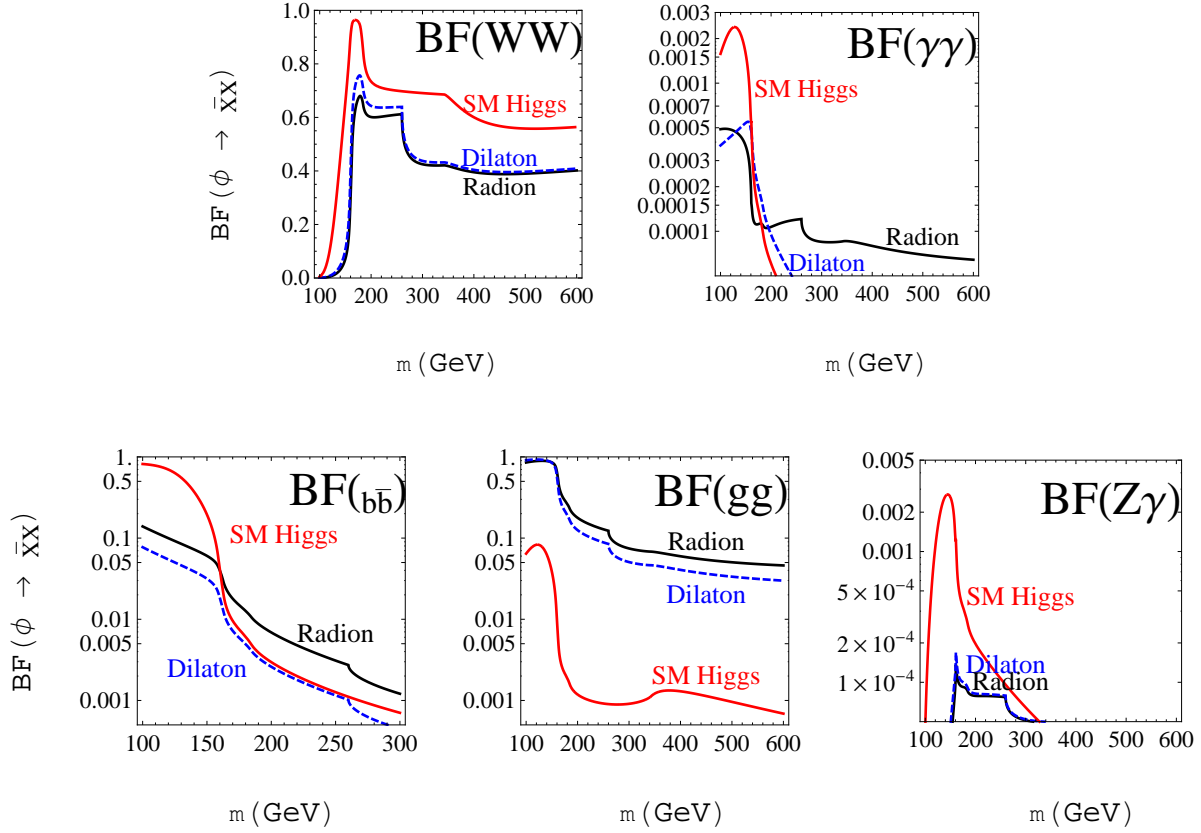 BF(WW)
1.0
0.8
0.6
0.4
0.2
0.0
SM Higgs
Dilaton
Radion
100 200 300 400 500 600
BF(ϕ → X̄X)
m(GeV)
BF(γγ)
0.003
0.002
0.0015
0.001
0.0007
0.0005
0.0003
0.0002
0.00015
0.0001
SM Higgs
Radion
Dilaton
100 200 300 400 500 600
m(GeV)
BF(bb̄)
1.
0.5
0.1
0.05
0.01
0.005
0.001
SM Higgs
Radion
Dilaton
100 150 200 250 300
BF(ϕ → X̄X)
m(GeV)
BF(gg)
1.
0.5
0.1
0.05
0.01
0.005
0.001
Radion
Dilaton
SM Higgs
100 200 300 400 500 600
m(GeV)
BF(Zγ)
0.005
0.002
0.001
5 × 10⁻⁴
2 × 10⁻⁴
1 × 10⁻⁴
SM Higgs
Dilaton
Radion
100 200 300 400 500 600
m(GeV)